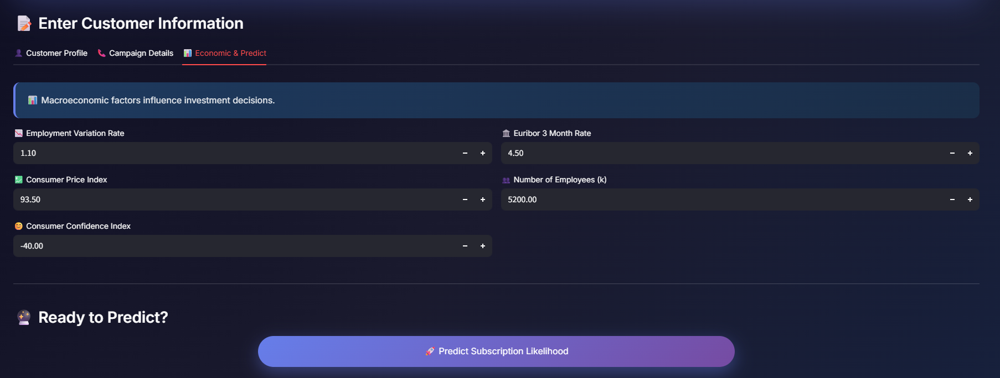 Enter Customer Information
Customer Profile Campaign Details Economic & Predict
Macroeconomic factors influence investment decisions.
Employment Variation Rate
1.10
Euribor 3 Month Rate
4.50
Consumer Price Index
93.50
Number of Employees (k)
5200.00
Consumer Confidence Index
-40.00
Ready to Predict?
Predict Subscription Likelihood